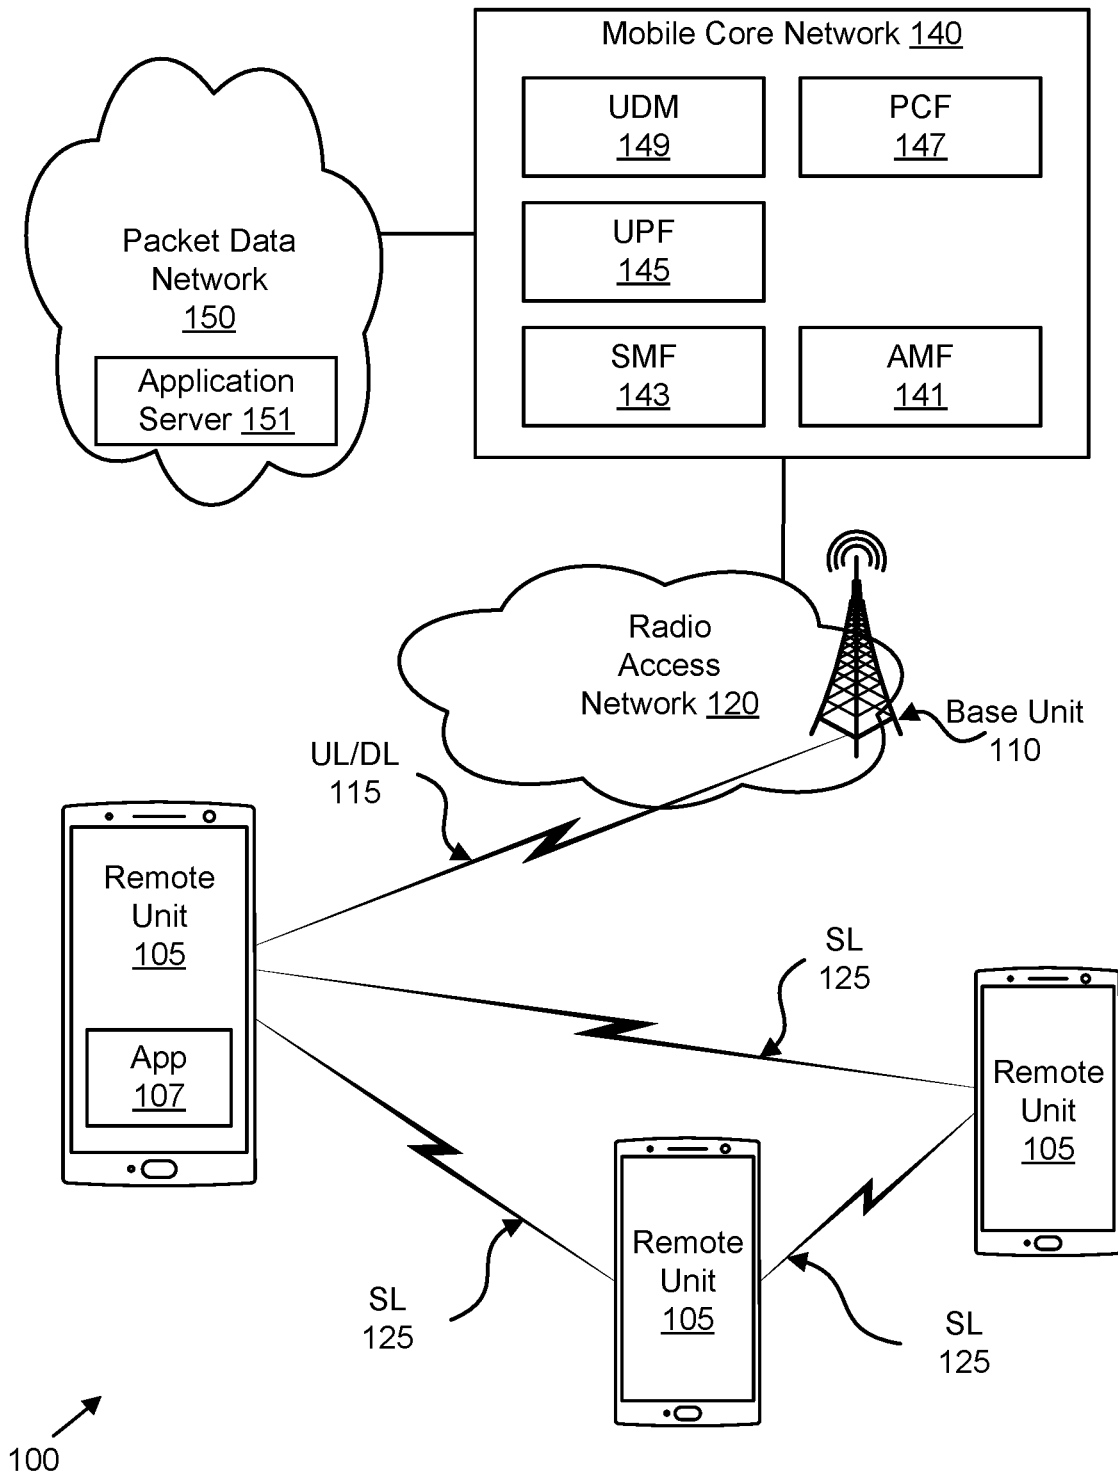 Mobile Core Network 140
UDM
149
PCF
147
UPF
145
SMF
143
AMF
141
Packet Data
Network
150
Application
Server 151
Radio
Access
Network 120
Base Unit
110
UL/DL
115
Remote
Unit
105
App
107
SL
125
Remote
Unit
105
Remote
Unit
105
SL
125
SL
125
100